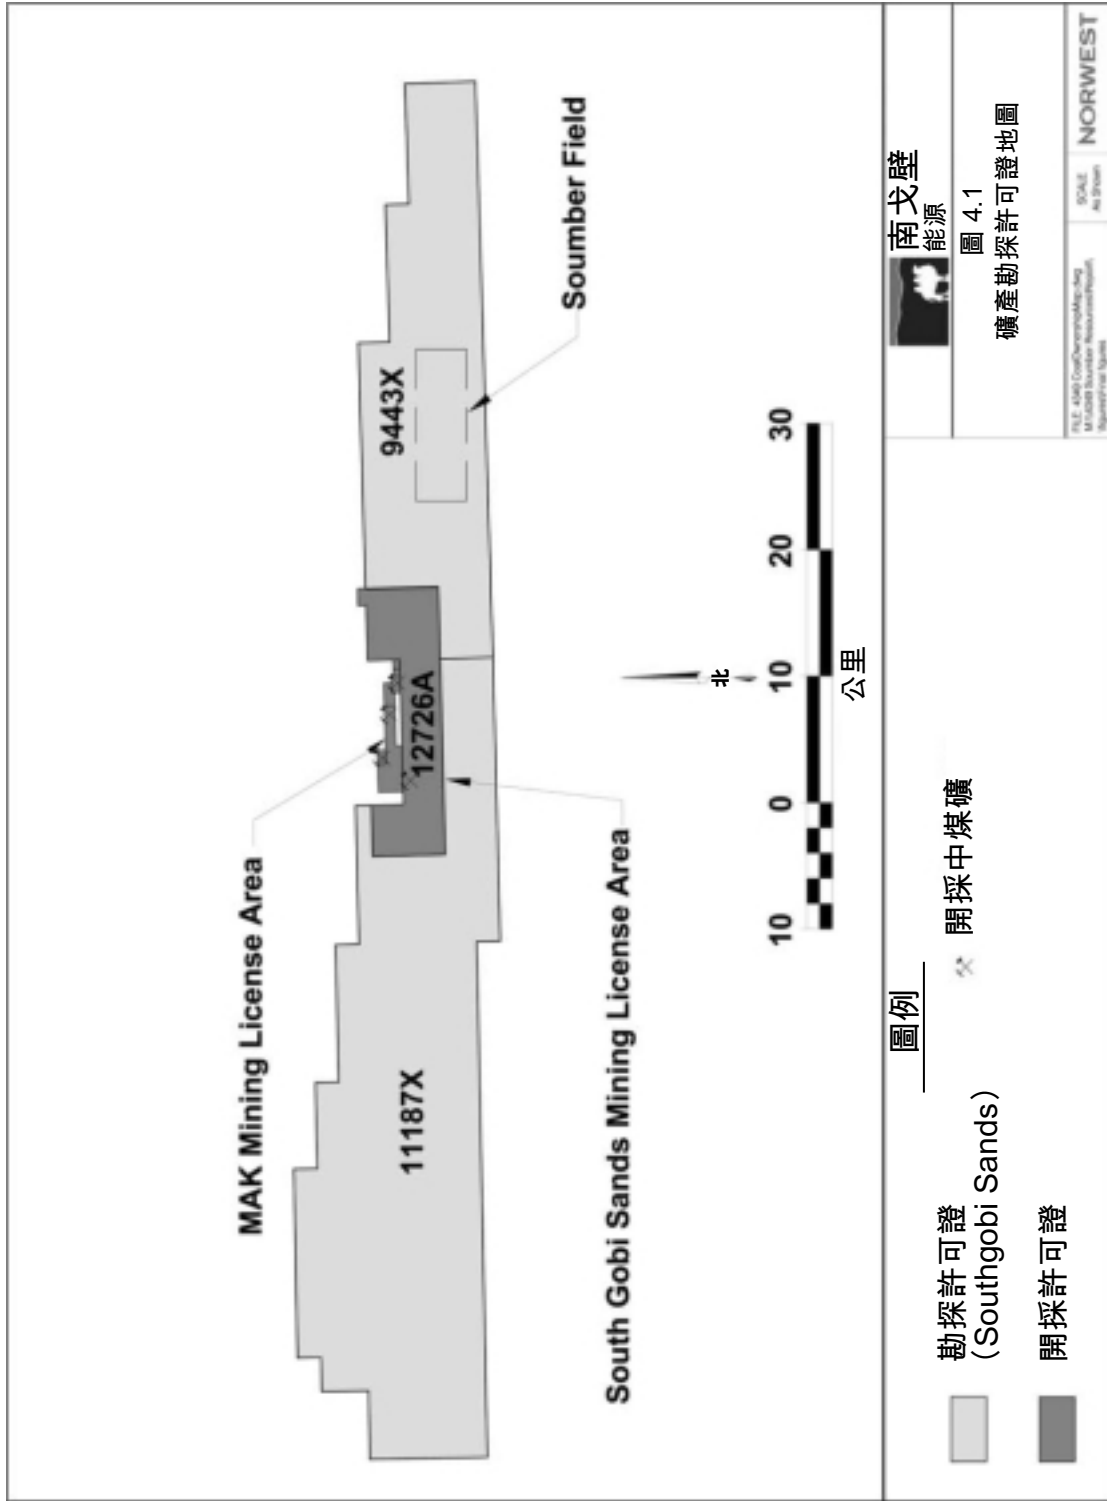 MAK Mining License Area
11187X
12726A
9443X
Soumber Field
South Gobi Sands Mining License Area
北
10 0 10 20 30
公里
圖例
勘探許可證
(Southgobi Sands)
開採中煤礦
開採許可證
南戈壁
能源
圖 4.1
礦產勘探許可證地圖
SCALE
As Shown
NORWEST